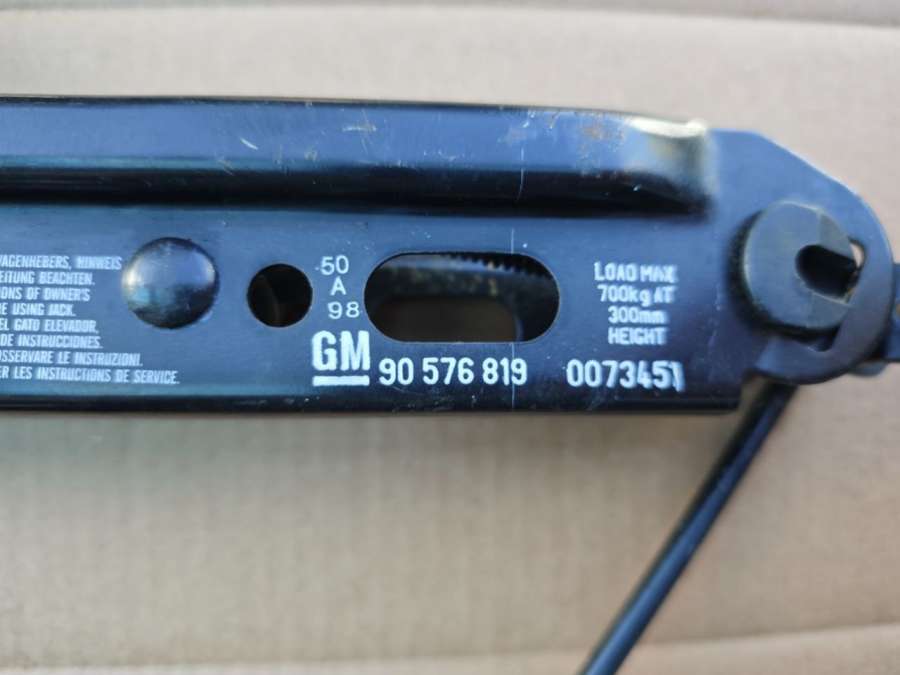 WAGENHEBERS, HINWEIS
EITUNG BEACHTEN.
ONS OF OWNER'S
E USING JACK.
EL GATO ELEVADOR,
DE INSTRUCCIONES.
OSSERVARE LE INSTRUZIONI.
ER LES INSTRUCTIONS DE SERVICE.
50
A
98
GM 90 576 819 0073451
LOAD MAX
700kg AT
300mm
HEIGHT